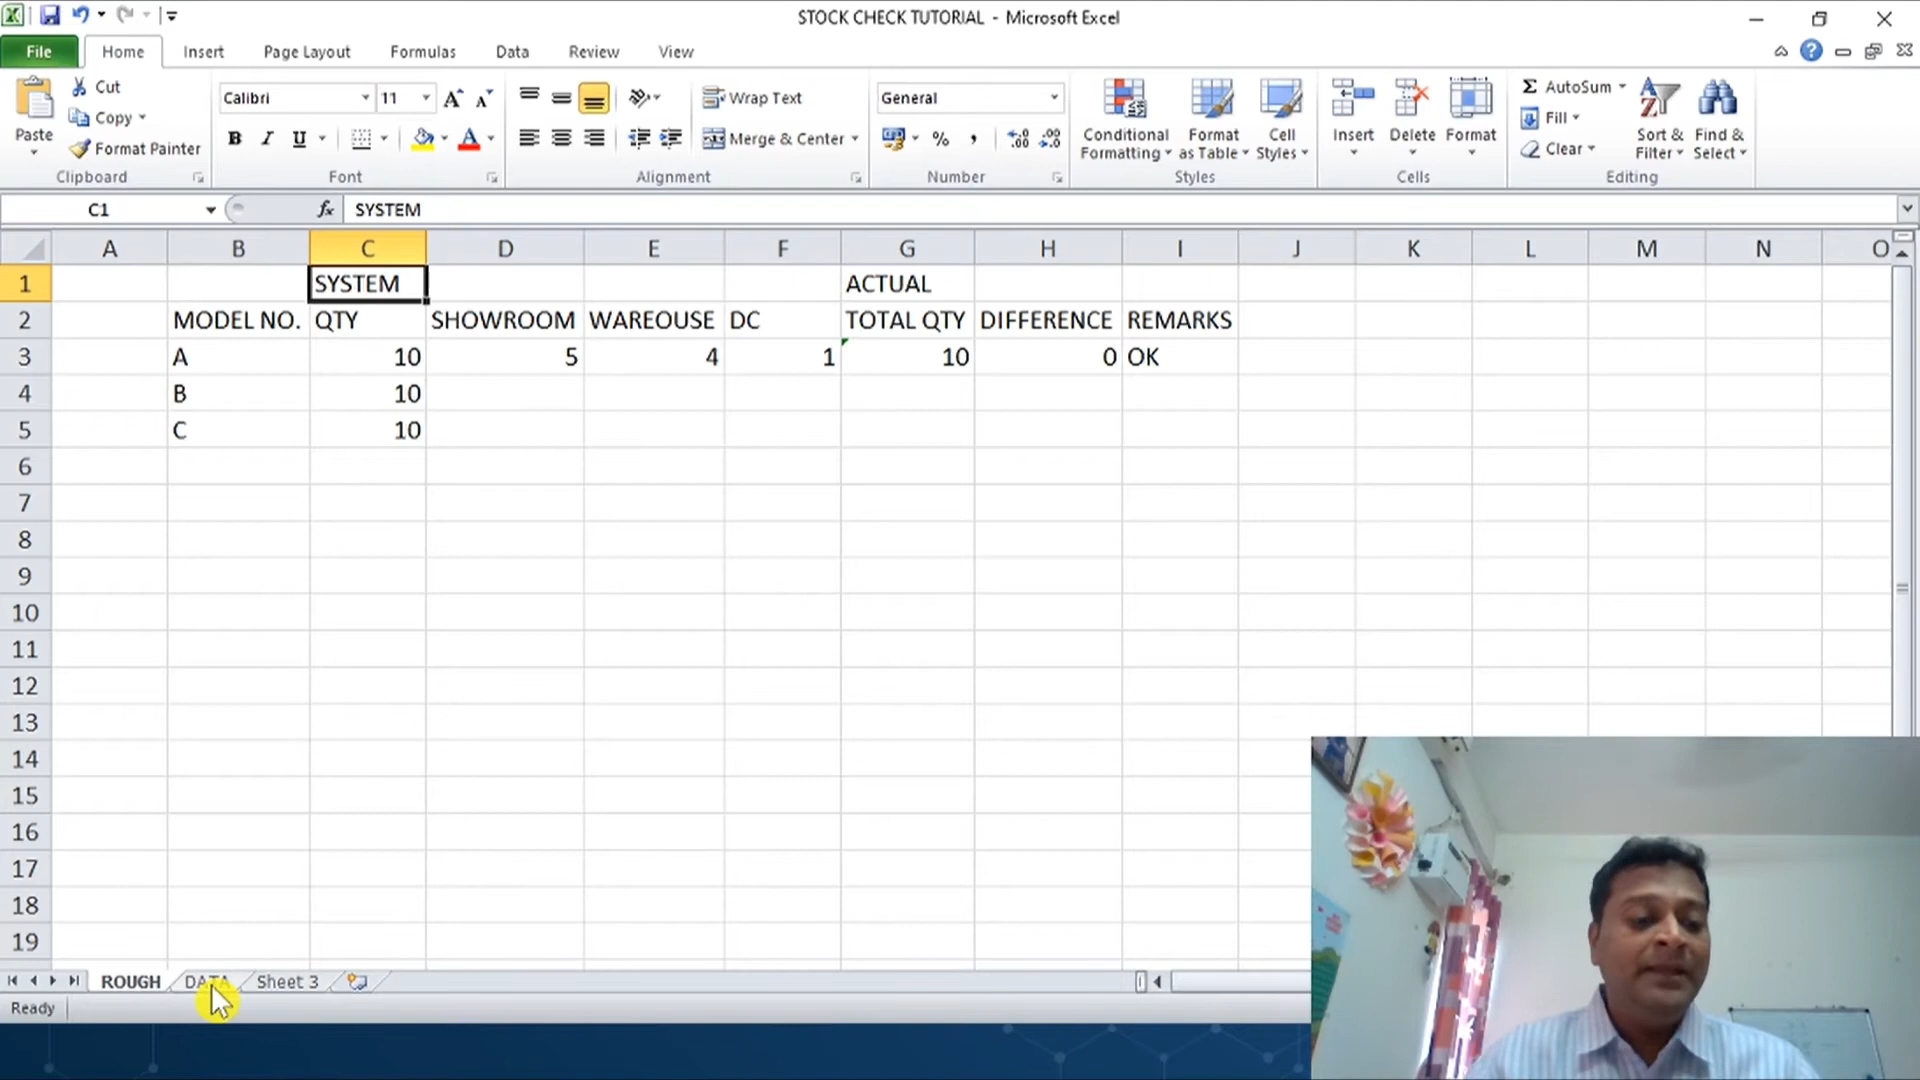 STOCK CHECK TUTORIAL - Microsoft Excel
File Home Insert Page Layout Formulas Data Review View
Paste
Cut
Copy
Format Painter
Clipboard
Calibri 11
B I U
Font
Wrap Text
Merge & Center
Alignment
General
% ,
Number
Conditional Formatting
Format as Table
Cell Styles
Styles
Insert Delete Format
Cells
Σ AutoSum
Fill
Clear
Sort & Filter
Find & Select
Editing
C1 fx SYSTEM
A B C D E F G H I J K L M N O
1 SYSTEM ACTUAL
2 MODEL NO. QTY SHOWROOM WAREOUSE DC TOTAL QTY DIFFERENCE REMARKS
3 A 10 5 4 1 10 0 OK
4 B 10
5 C 10
6
7
8
9
10
11
12
13
14
15
16
17
18
19
ROUGH DATA Sheet 3
Ready